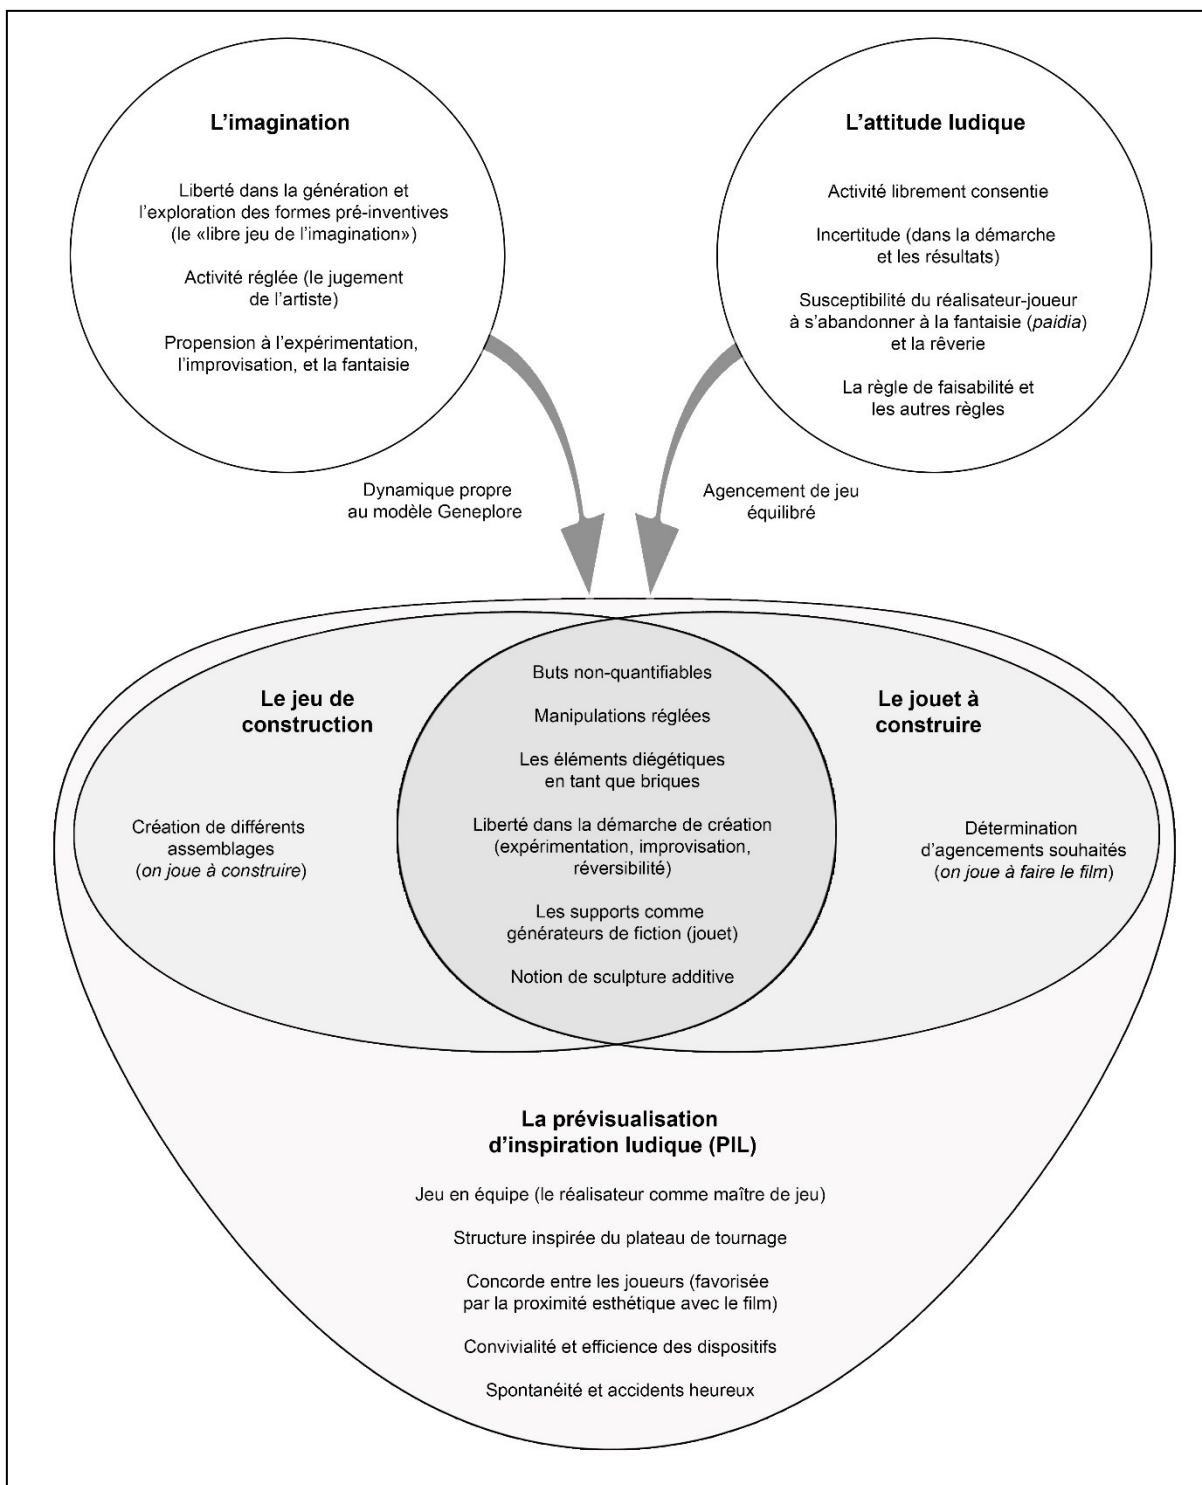 L'imagination
Liberté dans la génération et
l'exploration des formes pré-inventives
(le «libre jeu de l'imagination»)
Activité réglée (le jugement
de l'artiste)
Propension à l'expérimentation,
l'improvisation, et la fantaisie
L'attitude ludique
Activité librement consentie
Incertitude (dans la démarche
et les résultats)
Susceptibilité du réalisateur-joueur
à s'abandonner à la fantaisie (paidia)
et la rêverie
La règle de faisabilité et
les autres règles
Dynamique propre
au modèle Geneplore
Agencement de jeu
équilibré
Le jeu de
construction
Création de différents
assemblages
(on joue à construire)
Buts non-quantifiables
Manipulations réglées
Les éléments diégétiques
en tant que briques
Liberté dans la démarche de création
(expérimentation, improvisation,
réversibilité)
Les supports comme
générateurs de fiction (jouet)
Notion de sculpture additive
Le jouet à
construire
Détermination
d'agencements souhaités
(on joue à faire le film)
La prévisualisation
d'inspiration ludique (PIL)
Jeu en équipe (le réalisateur comme maître de jeu)
Structure inspirée du plateau de tournage
Concorde entre les joueurs (favorisée
par la proximité esthétique avec le film)
Convivialité et efficience des dispositifs
Spontanéité et accidents heureux